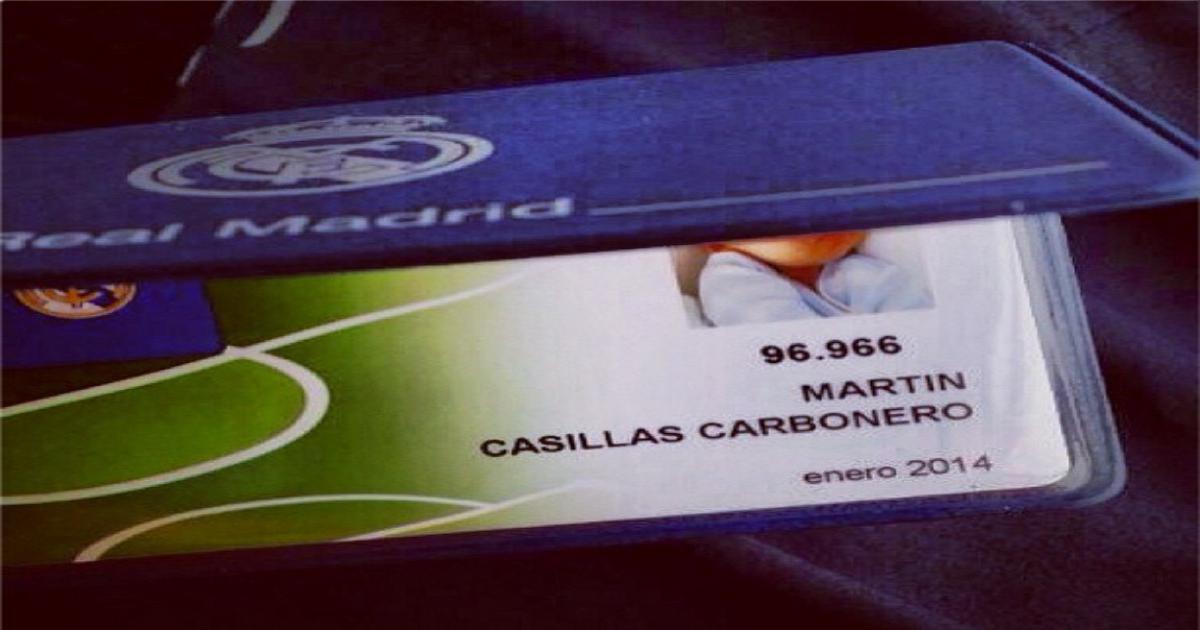 Real Madrid
96.966
MARTIN
CASILLAS CARBONERO
enero 2014